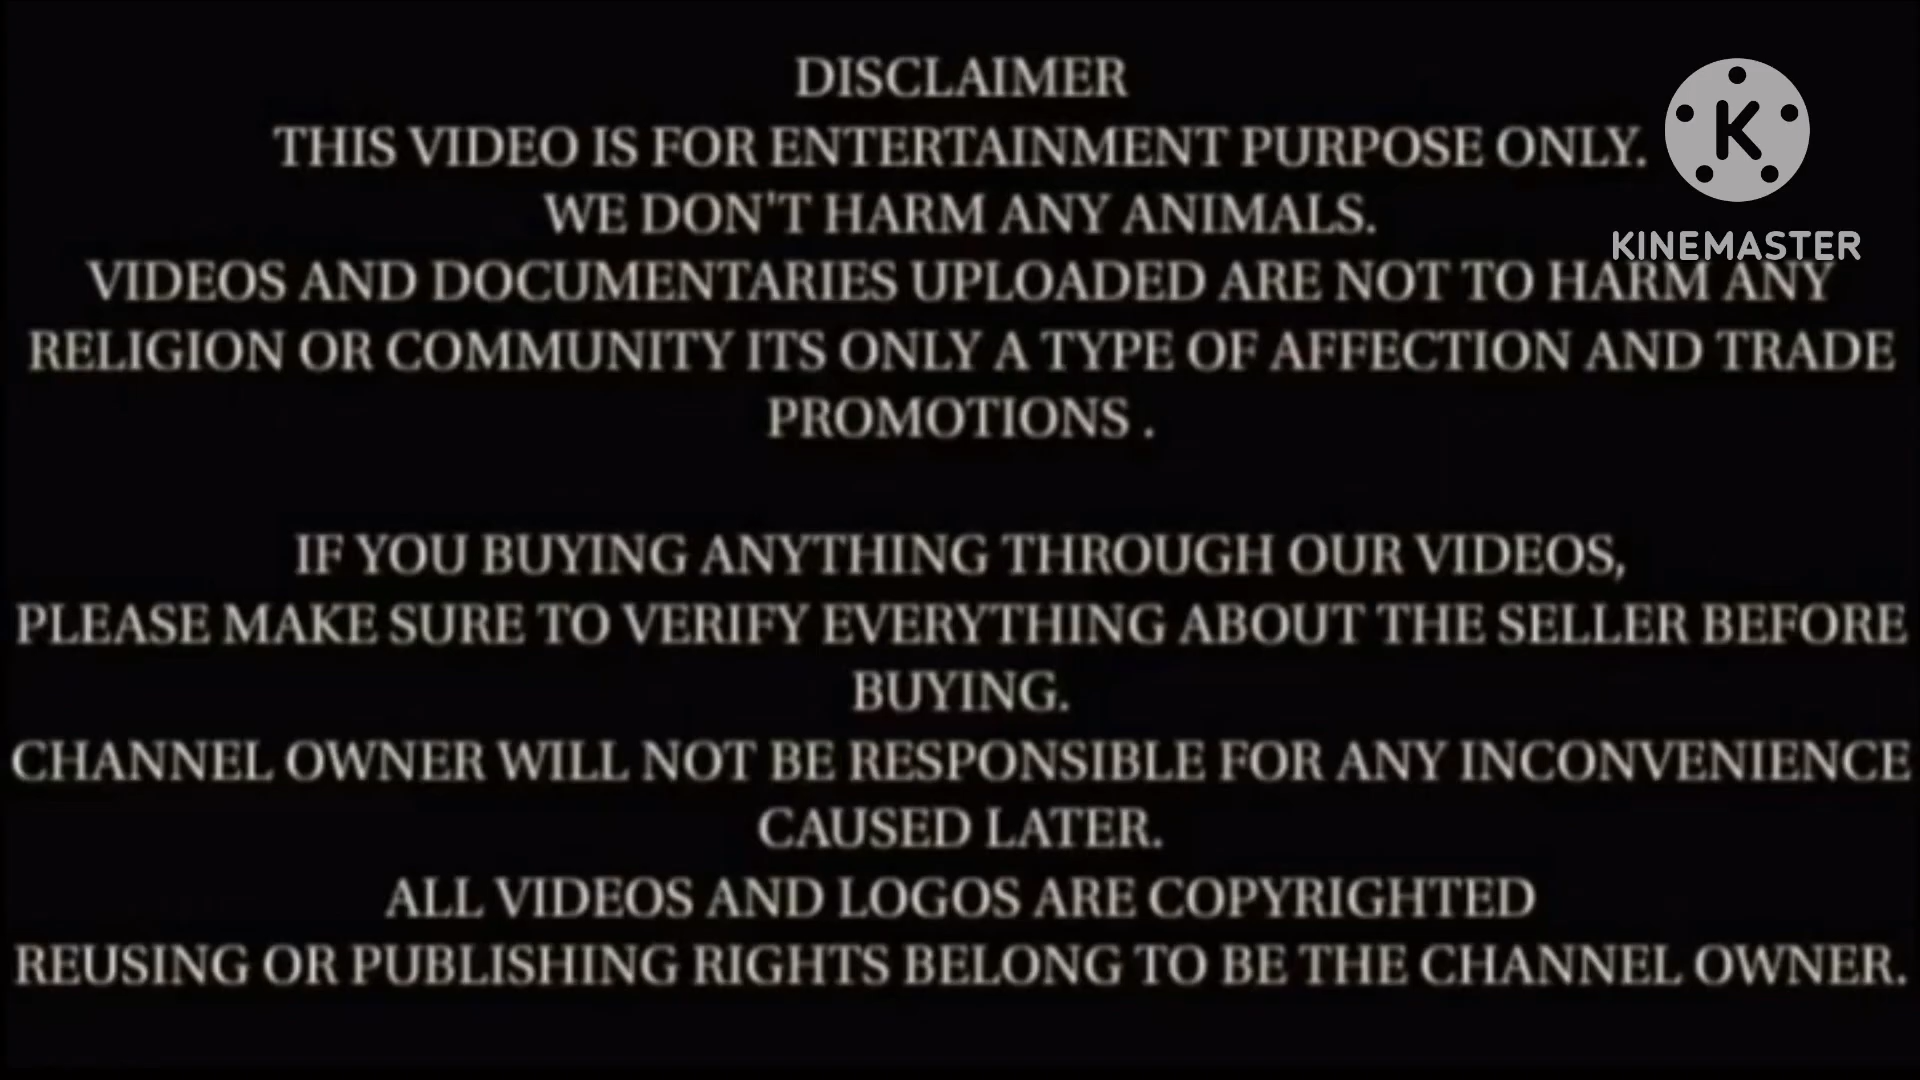 DISCLAIMER
THIS VIDEO IS FOR ENTERTAINMENT PURPOSE ONLY.
WE DON'T HARM ANY ANIMALS.
VIDEOS AND DOCUMENTARIES UPLOADED ARE NOT TO HARM ANY
RELIGION OR COMMUNITY ITS ONLY A TYPE OF AFFECTION AND TRADE
PROMOTIONS .
IF YOU BUYING ANYTHING THROUGH OUR VIDEOS,
PLEASE MAKE SURE TO VERIFY EVERYTHING ABOUT THE SELLER BEFORE
BUYING.
CHANNEL OWNER WILL NOT BE RESPONSIBLE FOR ANY INCONVENIENCE
CAUSED LATER.
ALL VIDEOS AND LOGOS ARE COPYRIGHTED
REUSING OR PUBLISHING RIGHTS BELONG TO BE THE CHANNEL OWNER.
K
KINEMASTER